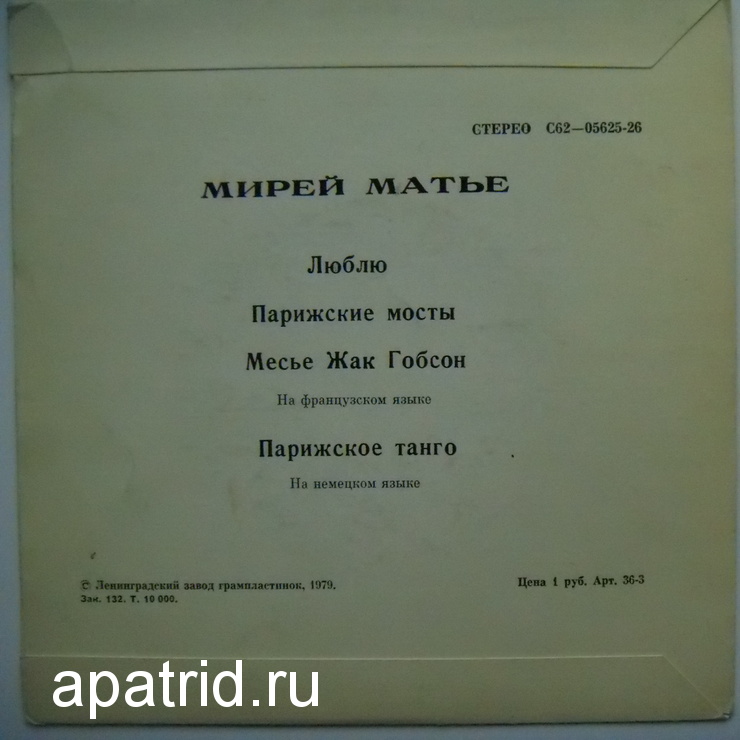 СТЕРЕО С62—05625-26
МИРЕЙ МАТЬЕ
Люблю
Парижские мосты
Месье Жак Гобсон
На французском языке
Парижское танго
На немецком языке
© Ленинградский завод грампластинок, 1979.
Зак. 132. Т. 10 000.
Цена 1 руб. Арт. 36-3
apatrid.ru